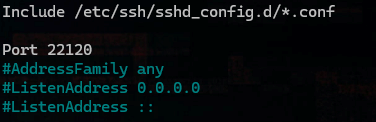 Include /etc/ssh/sshd_config.d/*.conf
Port 22120
#AddressFamily any
#ListenAddress 0.0.0.0
#ListenAddress ::